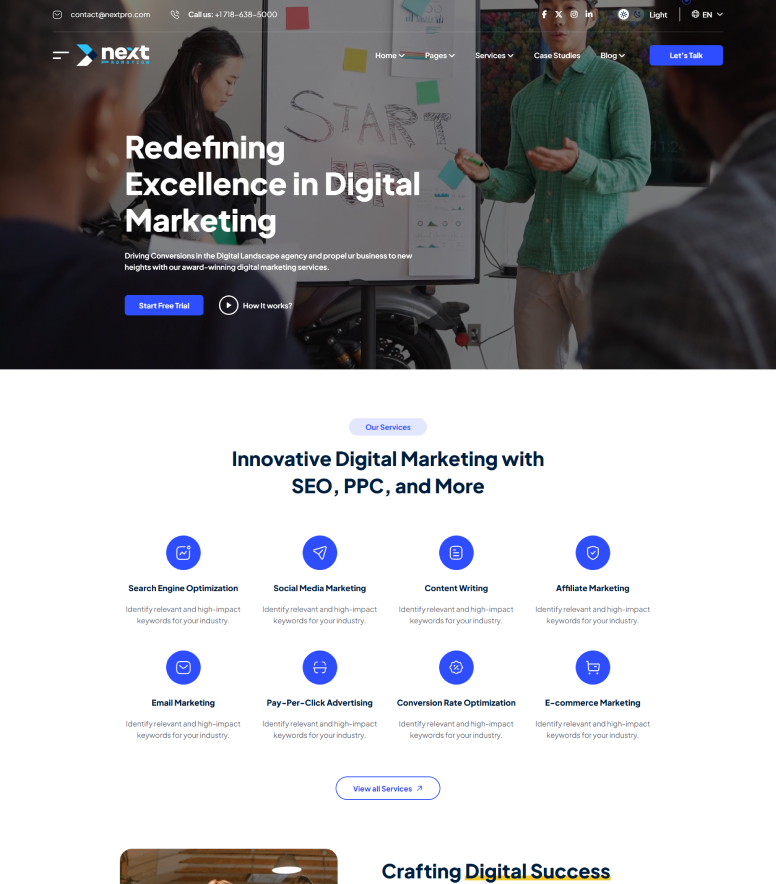 contact@nextpro.com
Call us: +1 718-638-5000
Light
EN
next
Home
Pages
Services
Case Studies
Blog
Let's Talk
START
Redefining
Excellence in Digital
Marketing
Driving Conversions in the Digital Landscape agency and propel ur business to new
heights with our award-winning digital marketing services.
Start Free Trial
How It works?
Our Services
Innovative Digital Marketing with
SEO, PPC, and More
Search Engine Optimization
Social Media Marketing
Content Writing
Affiliate Marketing
Identify relevant and high-impact
keywords for your industry.
Identify relevant and high-impact
keywords for your industry.
Identify relevant and high-impact
keywords for your industry.
Identify relevant and high-impact
keywords for your industry.
Email Marketing
Pay-Per-Click Advertising
Conversion Rate Optimization
E-commerce Marketing
Identify relevant and high-impact
keywords for your industry.
Identify relevant and high-impact
keywords for your industry.
Identify relevant and high-impact
keywords for your industry.
Identify relevant and high-impact
keywords for your industry.
View all Services
Crafting Digital Success